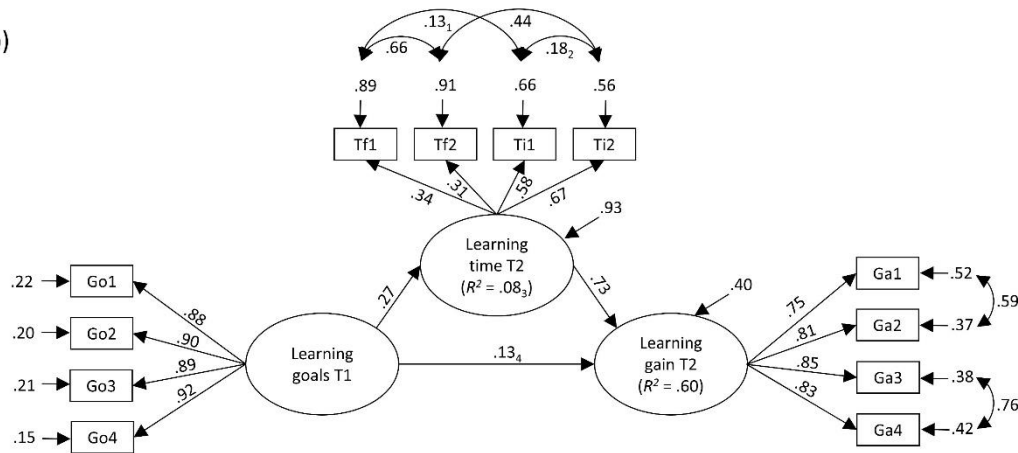 .13₁ .44
)
.66 .18₂
.89 .91 .66 .56
Tf1 Tf2 Ti1 Ti2
.34 .31 .58 .67
.93
Learning
time T2
(R² = .08₃)
.22 Go1
.20 Go2
.21 Go3
.15 Go4
.88
.90
.89
.92
Learning
goals T1
.27
.73
.13₄
.40
Learning
gain T2
(R² = .60)
.75
.81
.85
.83
Ga1 .52
Ga2 .37
.59
Ga3 .38
Ga4 .42
.76